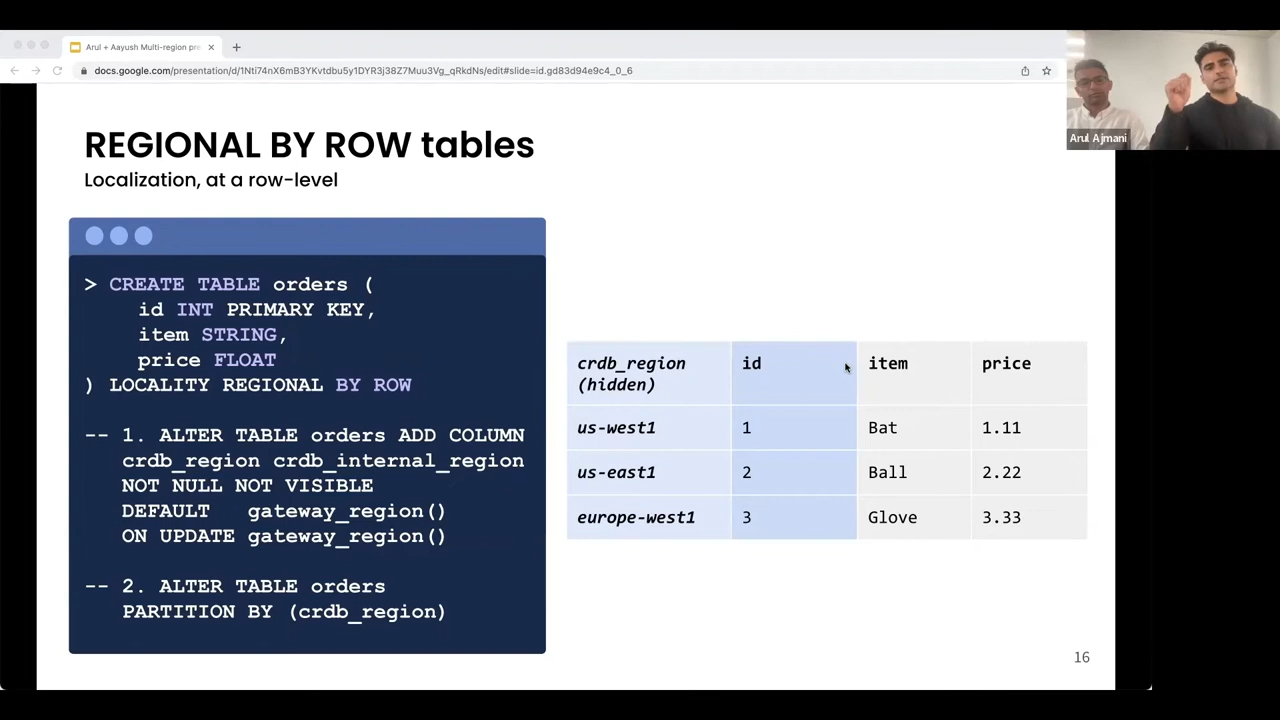 Arul + Aayush Multi-region pre
docs.google.com/presentation/d/1Nti74nX6mB3YKvtdbu5y1DYR3j38Z7Muu3Vg_qRkdNs/edit#slide=id.gd83d94e9c4_0_6
Arul Ajmani
REGIONAL BY ROW tables
Localization, at a row-level
> CREATE TABLE orders (
id INT PRIMARY KEY,
item STRING,
price FLOAT
) LOCALITY REGIONAL BY ROW
-- 1. ALTER TABLE orders ADD COLUMN
crdb_region crdb_internal_region
NOT NULL NOT VISIBLE
DEFAULT gateway_region()
ON UPDATE gateway_region()
-- 2. ALTER TABLE orders
PARTITION BY (crdb_region)
crdb_region id item price
(hidden)
us-west1 1 Bat 1.11
us-east1 2 Ball 2.22
europe-west1 3 Glove 3.33
16